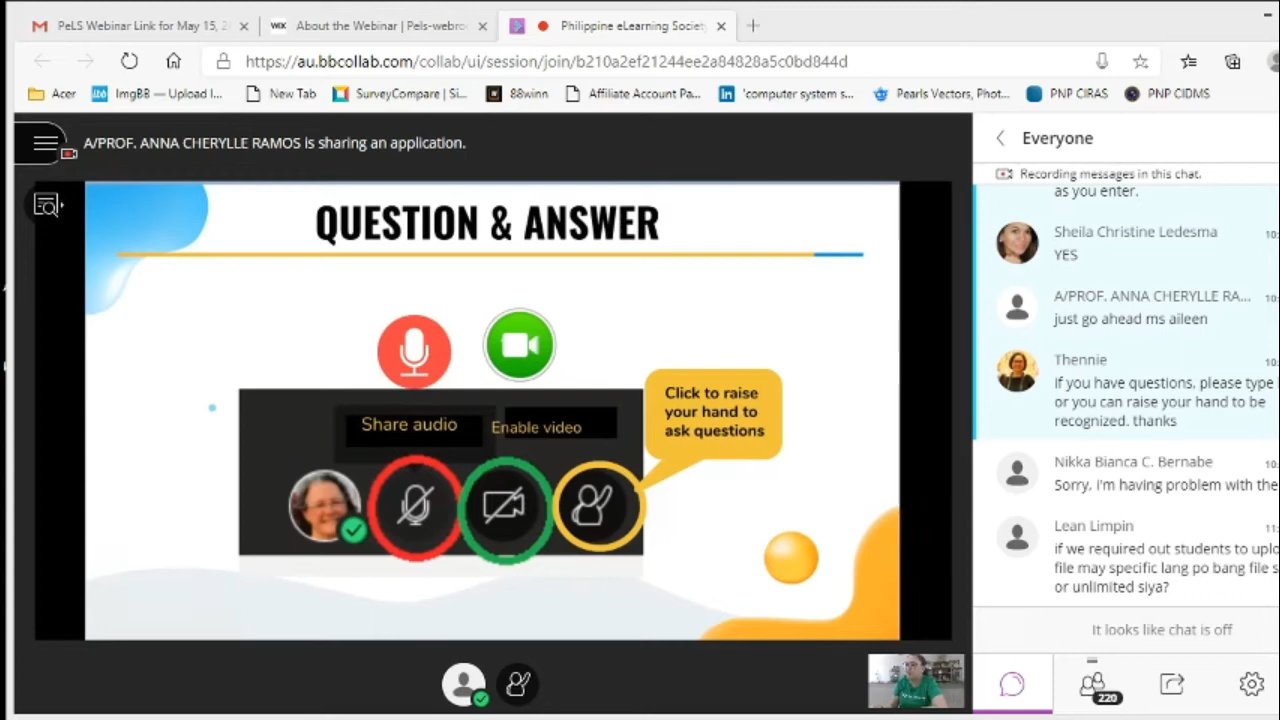 PeLS Webinar Link for May 15, 2
About the Webinar | Pels-webro
Philippine eLearning Society
https://au.bbcollab.com/collab/ui/session/join/b210a2ef21244ee2a84828a5c0bd844d
Acer
ImgBB — Upload I...
New Tab
SurveyCompare | Si...
88winn
Affiliate Account Pa...
'computer system s...
Pearls Vectors, Phot...
PNP CIRAS
PNP CIDMS
A/PROF. ANNA CHERYLLE RAMOS is sharing an application.
QUESTION & ANSWER
Share audio
Enable video
Click to raise
your hand to
ask questions
Everyone
Recording messages in this chat.
as you enter.
Sheila Christine Ledesma
10:
YES
A/PROF. ANNA CHERYLLE RA...
10:
just go ahead ms aileen
Thennie
10:
if you have questions, please type
or you can raise your hand to be
recognized. thanks
Nikka Bianca C. Bernabe
10:
Sorry, i'm having problem with the
Lean Limpin
11:
if we required out students to uplo
file may specific lang po bang file s
or unlimited siya?
It looks like chat is off
220